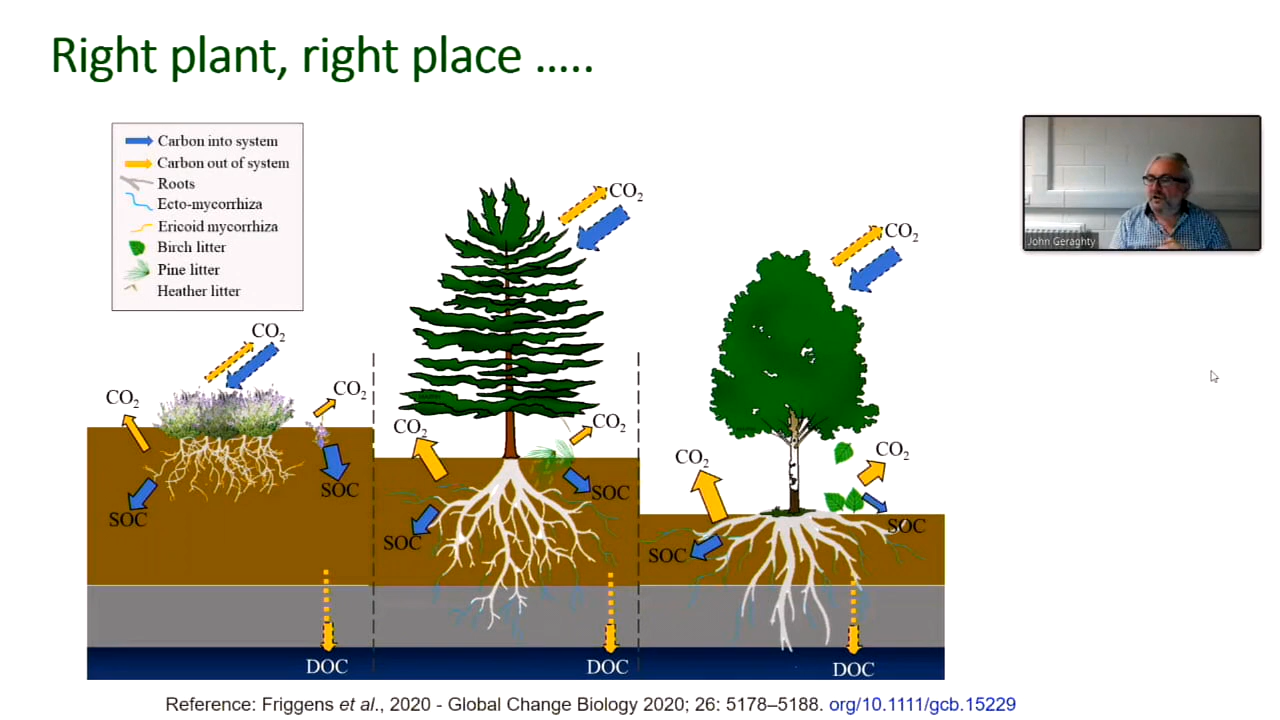 Right plant, right place .....
Carbon into system
Carbon out of system
Roots
Ecto-mycorrhiza
Ericoid mycorrhiza
Birch litter
Pine litter
Heather litter
John Geraghty
CO2
CO2
CO2
SOC
SOC
DOC
CO2
CO2
CO2
SOC
SOC
DOC
CO2
CO2
CO2
SOC
SOC
DOC
Reference: Friggens et al., 2020 - Global Change Biology 2020; 26: 5178–5188. org/10.1111/gcb.15229